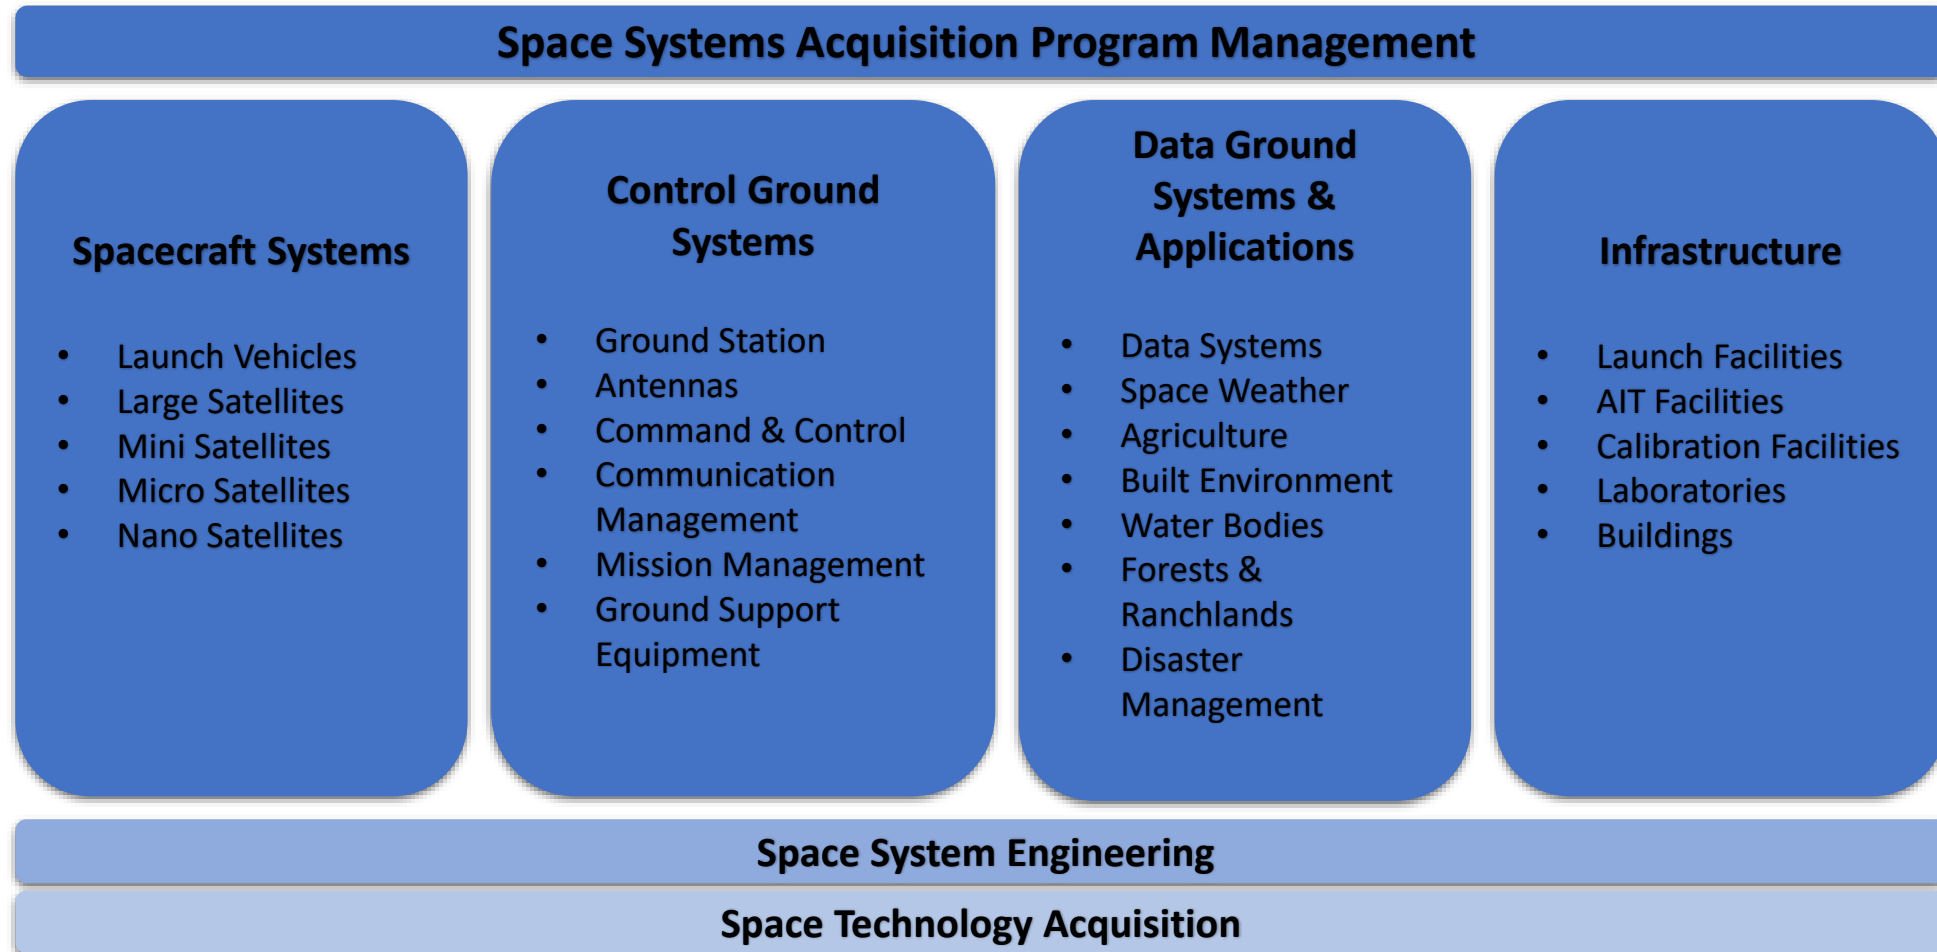 Space Systems Acquisition Program Management
Spacecraft Systems
• Launch Vehicles
• Large Satellites
• Mini Satellites
• Micro Satellites
• Nano Satellites
Control Ground
Systems
• Ground Station
• Antennas
• Command & Control
• Communication
Management
• Mission Management
• Ground Support
Equipment
Data Ground
Systems &
Applications
• Data Systems
• Space Weather
• Agriculture
• Built Environment
• Water Bodies
• Forests &
Ranchlands
• Disaster
Management
Infrastructure
• Launch Facilities
• AIT Facilities
• Calibration Facilities
• Laboratories
• Buildings
Space System Engineering
Space Technology Acquisition